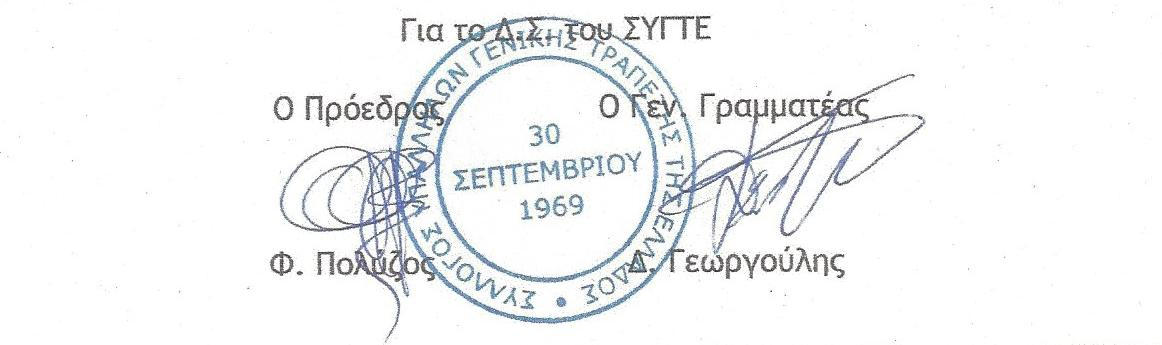 Για το Δ.Σ. του ΣΥΓΤΕ
Ο Πρόεδρος
Ο Γεν. Γραμματέας
ΣΥΛΛΟΓΟΣ ΥΠΑΛΛΗΛΩΝ ΓΕΝΙΚΗΣ ΤΡΑΠΕΖΗΣ ΤΗΣ ΕΛΛΑΔΟΣ
30
ΣΕΠΤΕΜΒΡΙΟΥ
1969
Φ. Πολύζος
Δ. Γεωργούλης